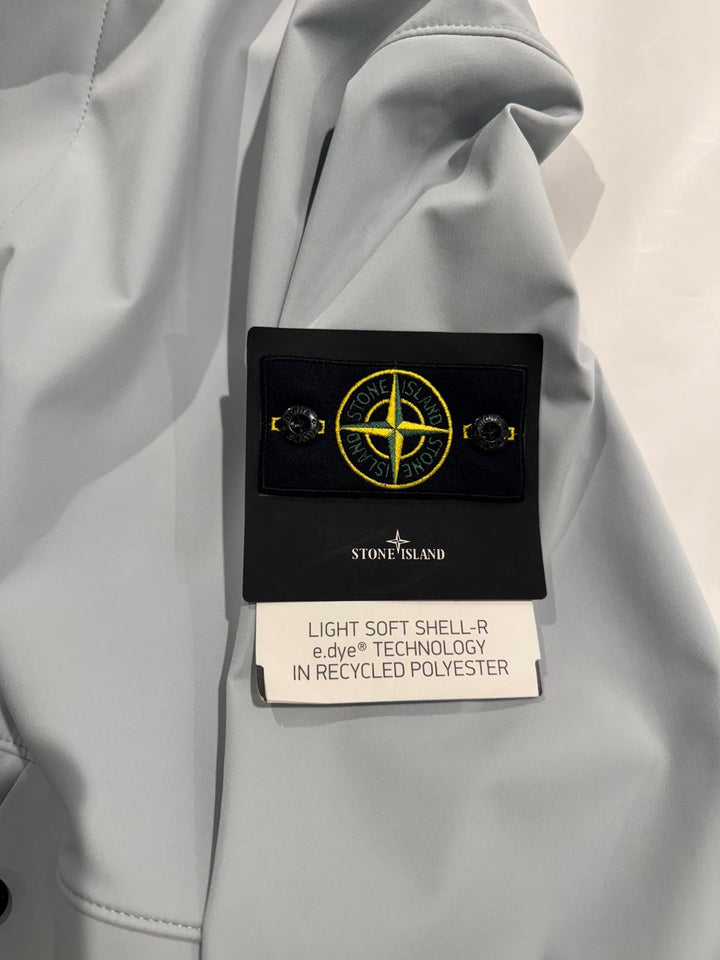 STONE ISLAND STONE ISLAND
STONE ISLAND
LIGHT SOFT SHELL-R
e.dye® TECHNOLOGY
IN RECYCLED POLYESTER